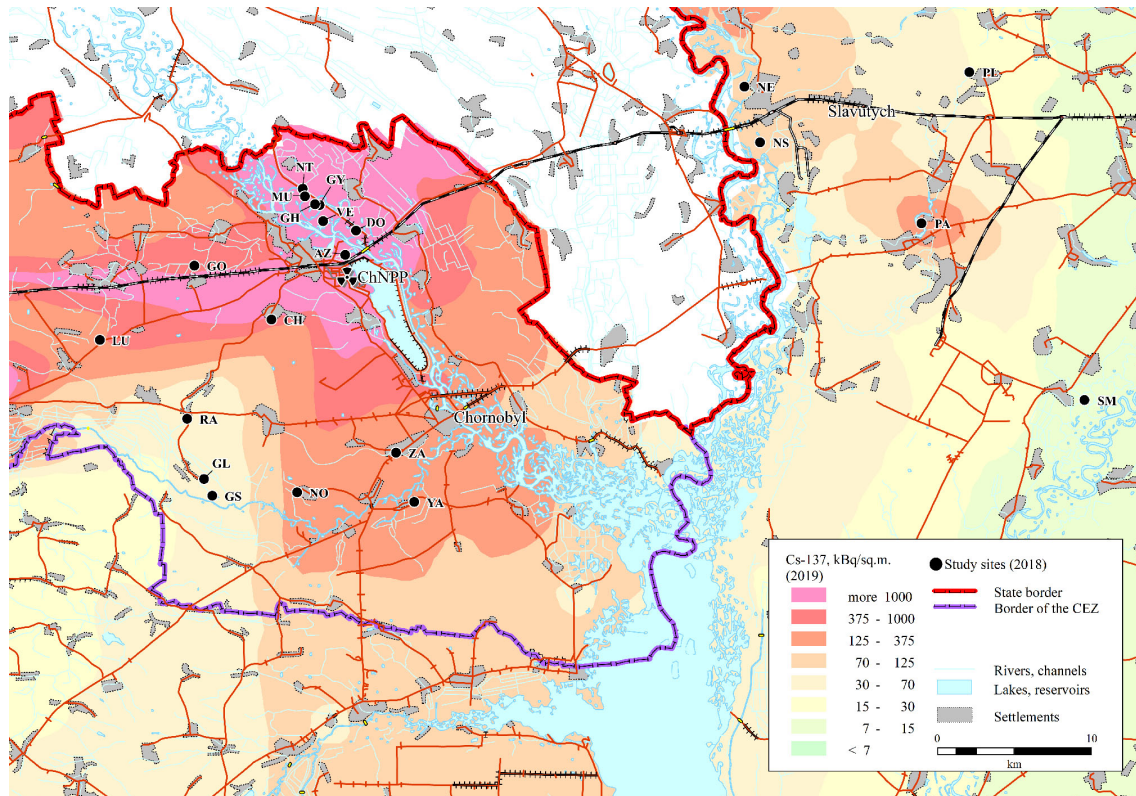 NE
PL
Slavutych
NS
NT
MU
GY
GH
VE
DO
PA
AZ
GO
ChNPP
CH
LU
SM
RA
Chornobyl
ZA
GL
GS
NO
YA
Cs-137, kBq/sq.m.
(2019)
more 1000
375 - 1000
125 - 375
70 - 125
30 - 70
15 - 30
7 - 15
< 7
Study sites (2018)
State border
Border of the CEZ
Rivers, channels
Lakes, reservoirs
Settlements
0 10
km